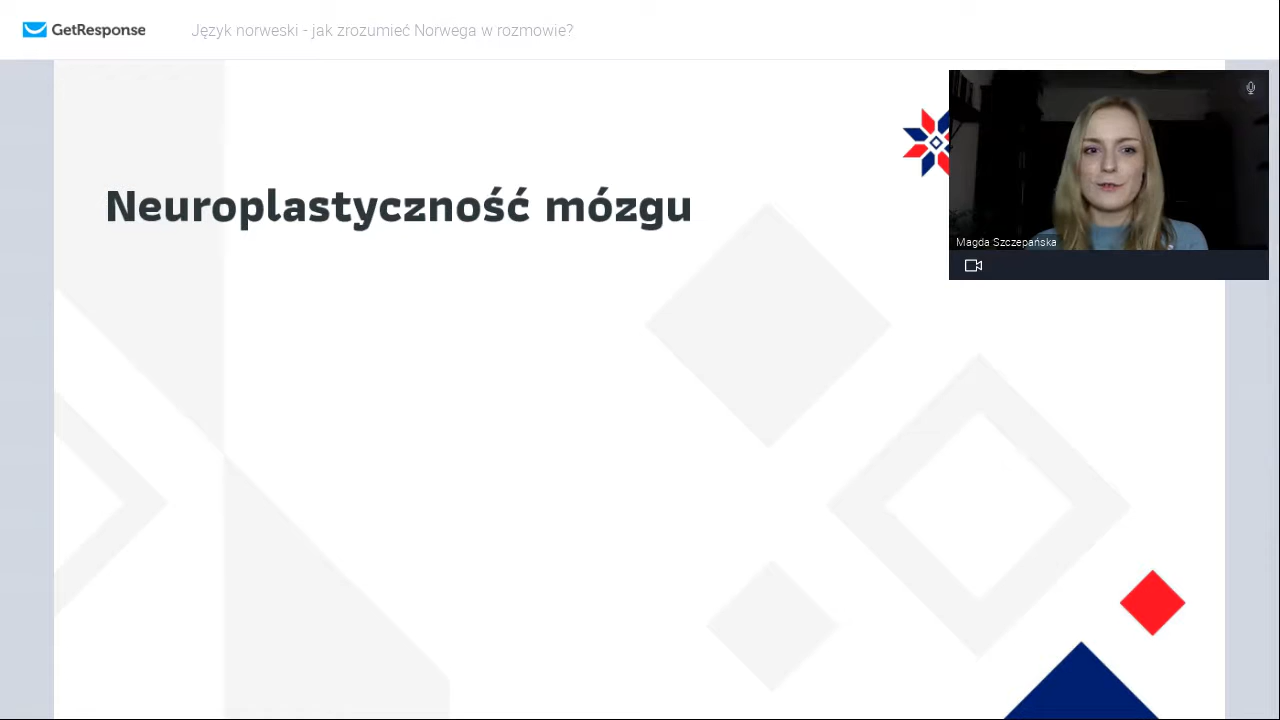 GetResponse
Język norweski - jak zrozumieć Norwega w rozmowie?
Neuroplastyczność mózgu
Magda Szczepańska